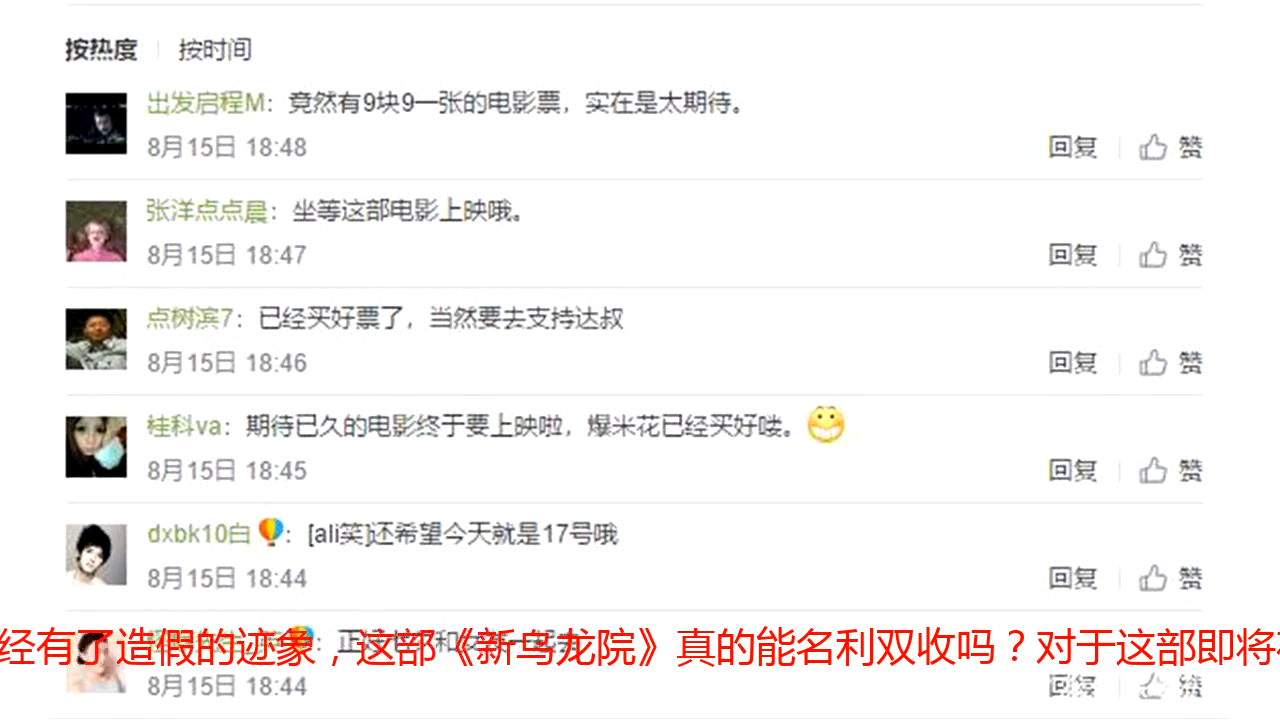 按热度 按时间
出发启程M：竟然有9块9一张的电影票，实在是太期待。
8月15日 18:48 回复 赞
张洋点点晨：坐等这部电影上映哦。
8月15日 18:47 回复 赞
点树滨7：已经买好票了，当然要去支持达叔
8月15日 18:46 回复 赞
桂科va：期待已久的电影终于要上映啦，爆米花已经买好喽。
8月15日 18:45 回复 赞
dxbk10白：[ali笑]还希望今天就是17号哦
8月15日 18:44 回复 赞
经有了造假的迹象，这部《新乌龙院》真的能名利双收吗？对于这部即将
8月15日 18:44 回复 赞